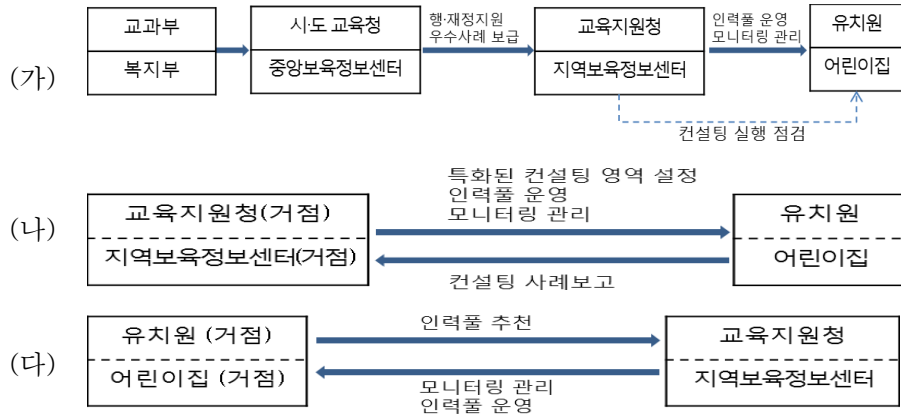 (가)
교과부
복지부
시·도 교육청
중앙보육정보센터
행·재정지원
우수사례 보급
교육지원청
지역보육정보센터
인력풀 운영
모니터링 관리
유치원
어린이집
컨설팅 실행 점검
(나)
교육지원청(거점)
지역보육정보센터(거점)
특화된 컨설팅 영역 설정
인력풀 운영
모니터링 관리
컨설팅 사례보고
유치원
어린이집
(다)
유치원 (거점)
어린이집 (거점)
인력풀 추천
모니터링 관리
인력풀 운영
교육지원청
지역보육정보센터